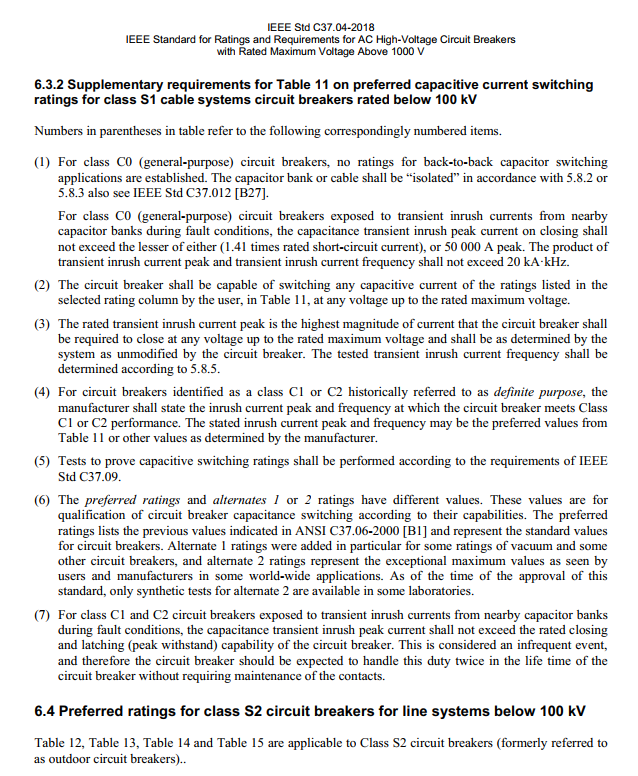 IEEE Std C37.04-2018
IEEE Standard for Ratings and Requirements for AC High-Voltage Circuit Breakers
with Rated Maximum Voltage Above 1000 V
6.3.2 Supplementary requirements for Table 11 on preferred capacitive current switching
ratings for class S1 cable systems circuit breakers rated below 100 kV
Numbers in parentheses in table refer to the following correspondingly numbered items.
(1) For class C0 (general-purpose) circuit breakers, no ratings for back-to-back capacitor switching
applications are established. The capacitor bank or cable shall be “isolated” in accordance with 5.8.2 or
5.8.3 also see IEEE Std C37.012 [B27].
For class C0 (general-purpose) circuit breakers exposed to transient inrush currents from nearby
capacitor banks during fault conditions, the capacitance transient inrush peak current on closing shall
not exceed the lesser of either (1.41 times rated short-circuit current), or 50 000 A peak. The product of
transient inrush current peak and transient inrush current frequency shall not exceed 20 kA·kHz.
(2) The circuit breaker shall be capable of switching any capacitive current of the ratings listed in the
selected rating column by the user, in Table 11, at any voltage up to the rated maximum voltage.
(3) The rated transient inrush current peak is the highest magnitude of current that the circuit breaker shall
be required to close at any voltage up to the rated maximum voltage and shall be as determined by the
system as unmodified by the circuit breaker. The tested transient inrush current frequency shall be
determined according to 5.8.5.
(4) For circuit breakers identified as a class C1 or C2 historically referred to as definite purpose, the
manufacturer shall state the inrush current peak and frequency at which the circuit breaker meets Class
C1 or C2 performance. The stated inrush current peak and frequency may be the preferred values from
Table 11 or other values as determined by the manufacturer.
(5) Tests to prove capacitive switching ratings shall be performed according to the requirements of IEEE
Std C37.09.
(6) The preferred ratings and alternates 1 or 2 ratings have different values. These values are for
qualification of circuit breaker capacitance switching according to their capabilities. The preferred
ratings lists the previous values indicated in ANSI C37.06-2000 [B1] and represent the standard values
for circuit breakers. Alternate 1 ratings were added in particular for some ratings of vacuum and some
other circuit breakers, and alternate 2 ratings represent the exceptional maximum values as seen by
users and manufacturers in some world-wide applications. As of the time of the approval of this
standard, only synthetic tests for alternate 2 are available in some laboratories.
(7) For class C1 and C2 circuit breakers exposed to transient inrush currents from nearby capacitor banks
during fault conditions, the capacitance transient inrush peak current shall not exceed the rated closing
and latching (peak withstand) capability of the circuit breaker. This is considered an infrequent event,
and therefore the circuit breaker should be expected to handle this duty twice in the life time of the
circuit breaker without requiring maintenance of the contacts.
6.4 Preferred ratings for class S2 circuit breakers for line systems below 100 kV
Table 12, Table 13, Table 14 and Table 15 are applicable to Class S2 circuit breakers (formerly referred to
as outdoor circuit breakers)..